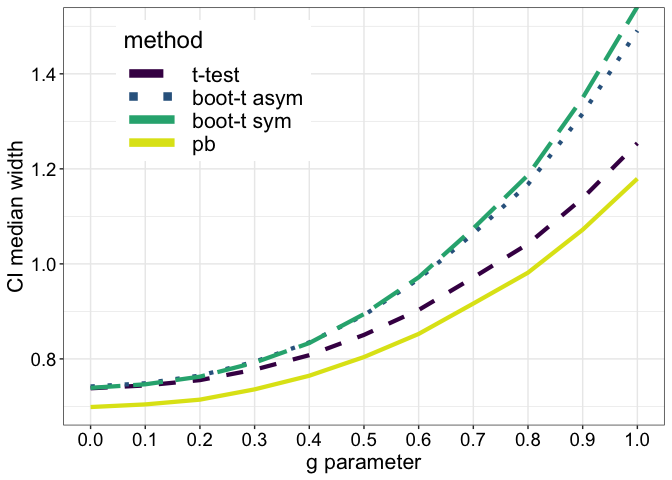 method
t-test
boot-t asym
boot-t sym
pb
CI median width
1.4
1.2
1.0
0.8
0.0 0.1 0.2 0.3 0.4 0.5 0.6 0.7 0.8 0.9 1.0
g parameter